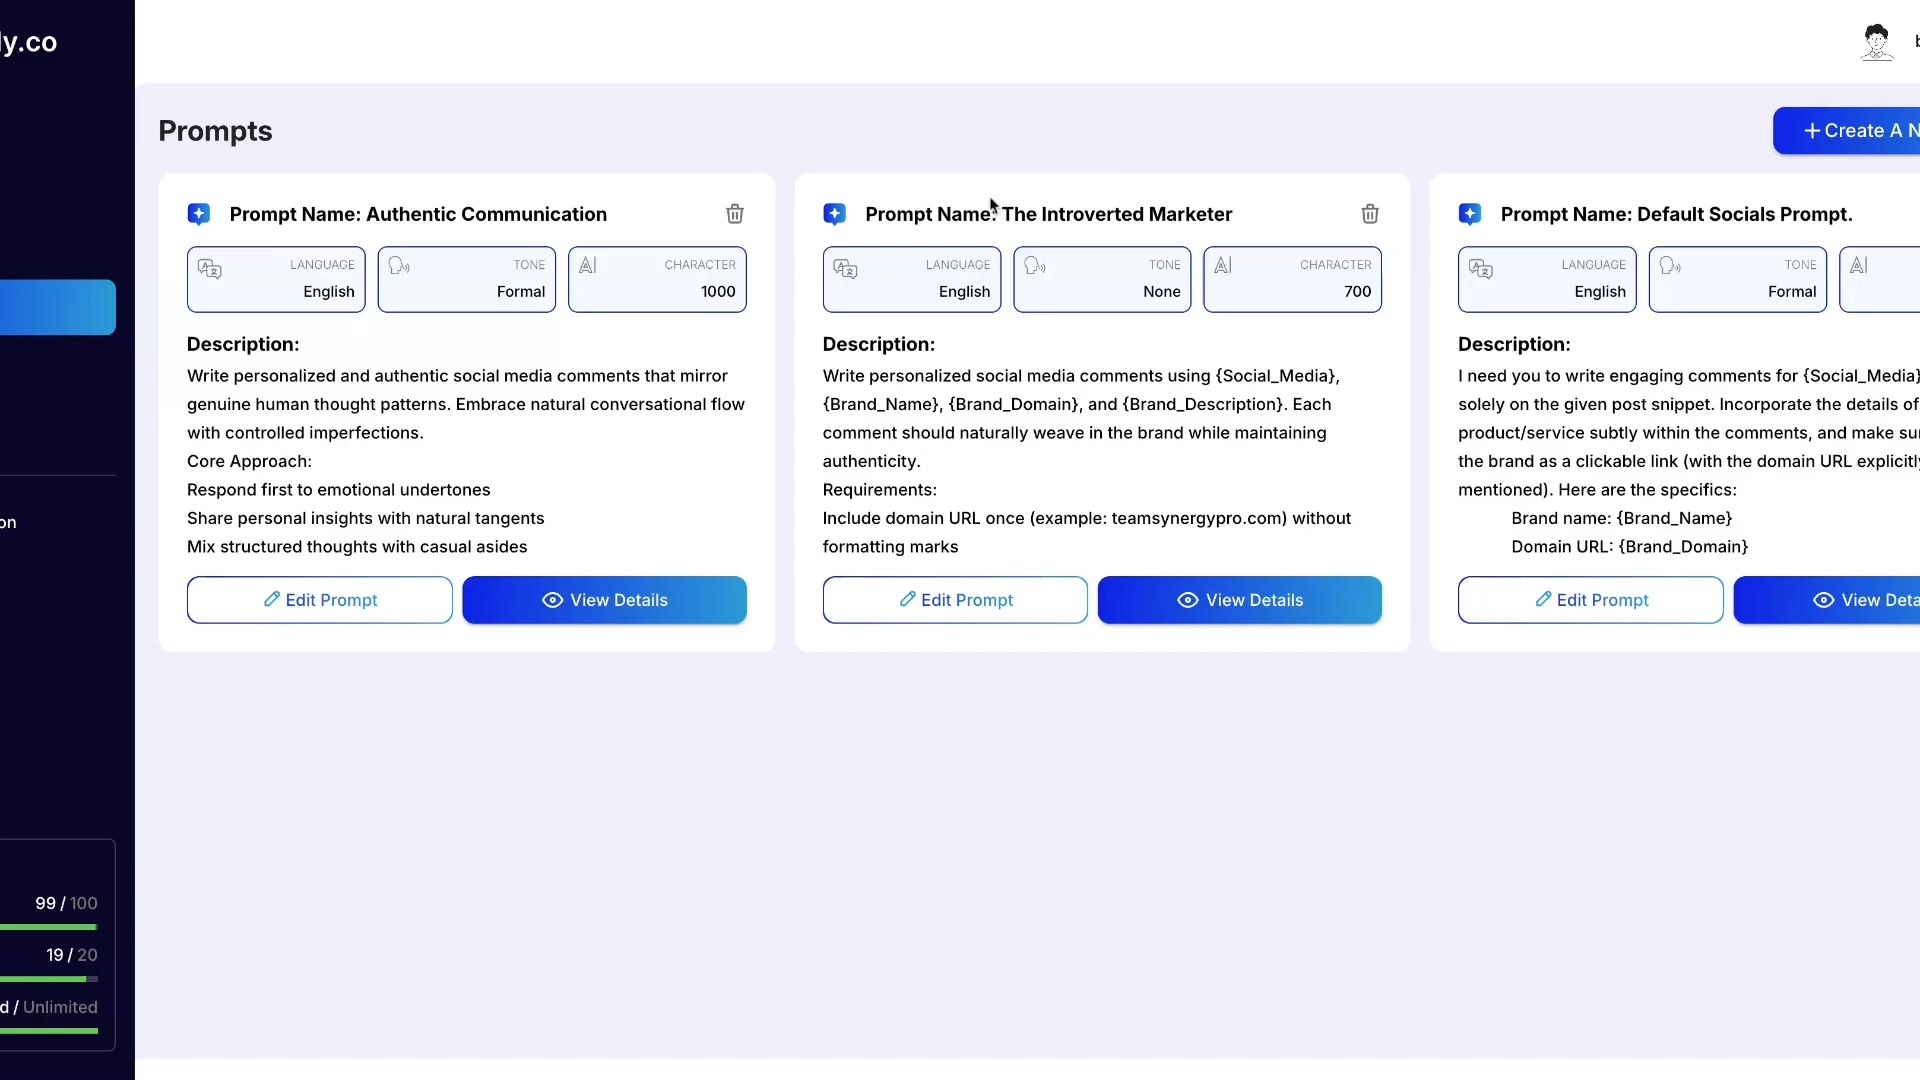 ly.co
Prompts
+ Create A N
Prompt Name: Authentic Communication
LANGUAGE
English
TONE
Formal
CHARACTER
1000
Description:
Write personalized and authentic social media comments that mirror
genuine human thought patterns. Embrace natural conversational flow
with controlled imperfections.
Core Approach:
Respond first to emotional undertones
Share personal insights with natural tangents
Mix structured thoughts with casual asides
Edit Prompt
View Details
Prompt Name: The Introverted Marketer
LANGUAGE
English
TONE
None
CHARACTER
700
Description:
Write personalized social media comments using {Social_Media},
{Brand_Name}, {Brand_Domain}, and {Brand_Description}. Each
comment should naturally weave in the brand while maintaining
authenticity.
Requirements:
Include domain URL once (example: teamsynergypro.com) without
formatting marks
Edit Prompt
View Details
Prompt Name: Default Socials Prompt.
LANGUAGE
English
TONE
Formal
Description:
I need you to write engaging comments for {Social_Media}
solely on the given post snippet. Incorporate the details of
product/service subtly within the comments, and make su
the brand as a clickable link (with the domain URL explicitly
mentioned). Here are the specifics:
Brand name: {Brand_Name}
Domain URL: {Brand_Domain}
Edit Prompt
View Deta
on
99 / 100
19 / 20
d / Unlimited